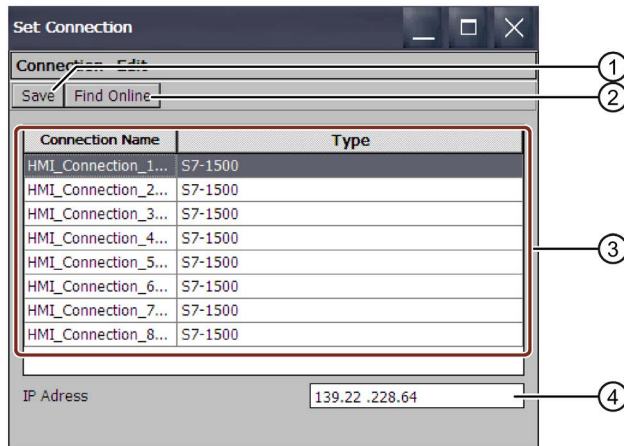 Set Connection
Connection Edit
Save Find Online
Connection Name Type
HMI_Connection_1... S7-1500
HMI_Connection_2... S7-1500
HMI_Connection_3... S7-1500
HMI_Connection_4... S7-1500
HMI_Connection_5... S7-1500
HMI_Connection_6... S7-1500
HMI_Connection_7... S7-1500
HMI_Connection_8... S7-1500
IP Adress 139.22 .228.64
1
2
3
4